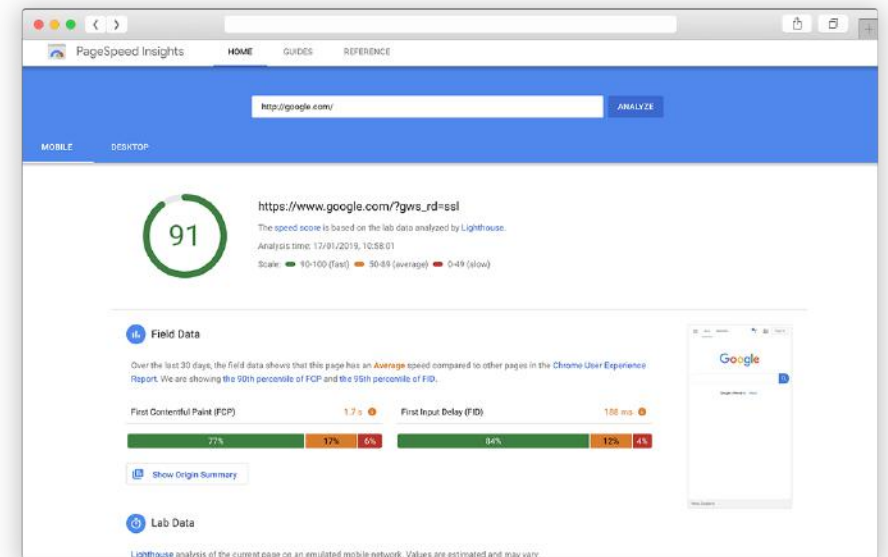 PageSpeed Insights HOME GUIDES REFERENCE
http://google.com/ ANALYZE
MOBILE DESKTOP
91
https://www.google.com/?gws_rd=ssl
The speed score is based on the lab data analyzed by Lighthouse.
Analysis time: 17/01/2019, 10:58:01
Scale: 90-100 (fast) 50-89 (average) 0-49 (slow)
Field Data
Over the last 30 days, the field data shows that this page has an Average speed compared to other pages in the Chrome User Experience
Report. We are showing the 90th percentile of FCP and the 95th percentile of FID.
First Contentful Paint (FCP) 1.7 s First Input Delay (FID) 188 ms
77% 17% 6% 84% 12% 4%
Show Origin Summary
Google
Lab Data
Lighthouse analysis of the current page on an emulated mobile network. Values are estimated and may vary